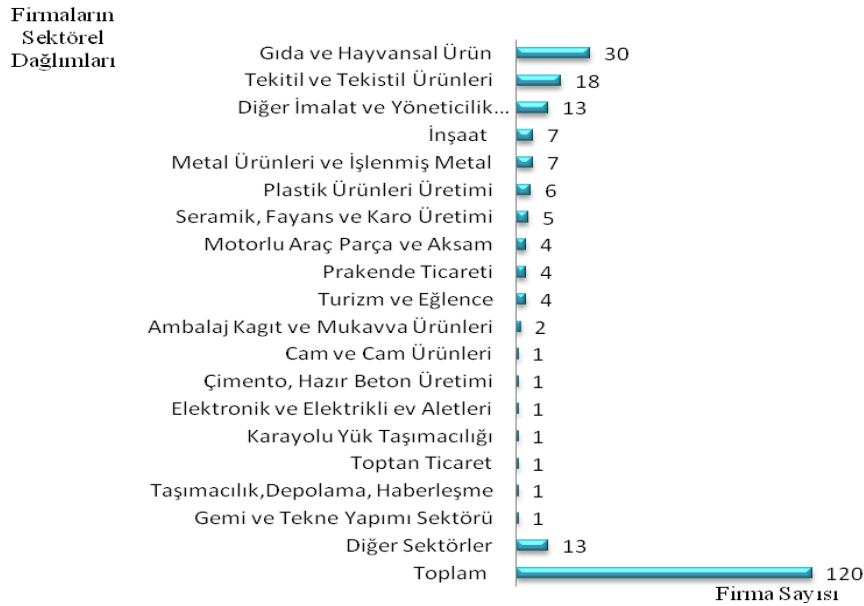 Firmaların
Sektörel
Dağlımları
Gıda ve Hayvansal Ürün 30
Tekitil ve Tekistil Ürünleri 18
Diğer İmalat ve Yöneticilik... 13
İnşaat 7
Metal Ürünleri ve İşlenmiş Metal 7
Plastik Ürünleri Üretimi 6
Seramik, Fayans ve Karo Üretimi 5
Motorlu Araç Parça ve Aksam 4
Prakende Ticareti 4
Turizm ve Eğlence 4
Ambalaj Kagıt ve Mukavva Ürünleri 2
Cam ve Cam Ürünleri 1
Çimento, Hazır Beton Üretimi 1
Elektronik ve Elektrikli ev Aletleri 1
Karayolu Yük Taşımacılığı 1
Toptan Ticaret 1
Taşımacılık,Depolama, Haberleşme 1
Gemi ve Tekne Yapımı Sektörü 1
Diğer Sektörler 13
Toplam 120
Firma Sayısı